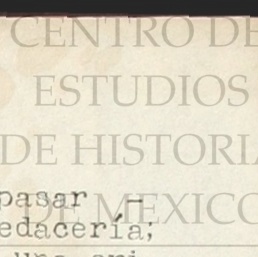 CENTRO DE
ESTUDIOS
DE HISTORIA
DE MEXICO
pasar -
edacería;